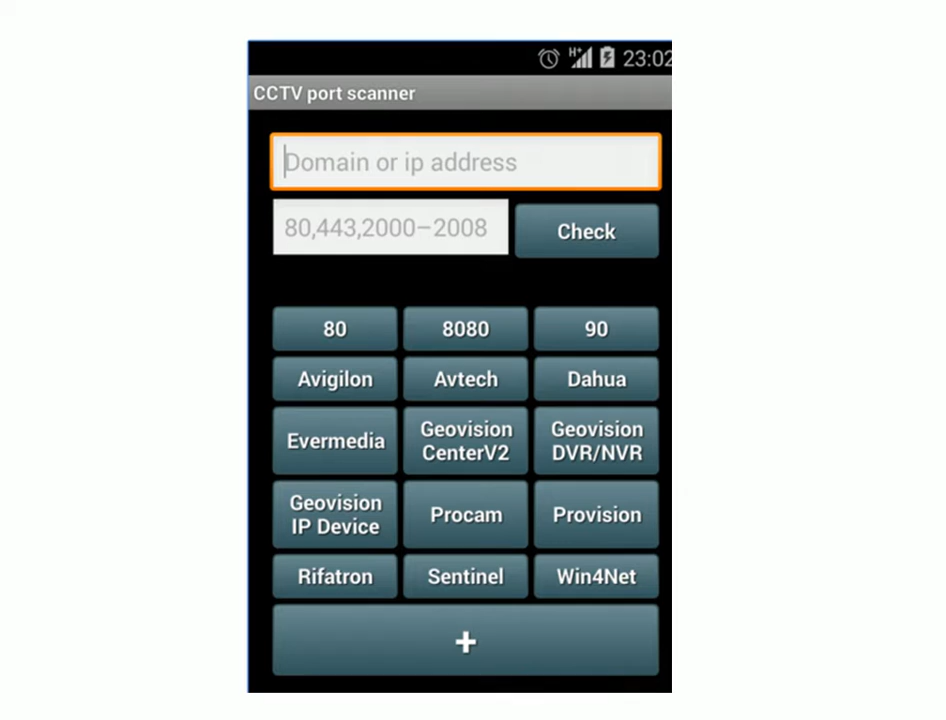 H+ 23:02
CCTV port scanner
Domain or ip address
80,443,2000-2008 Check
80 8080 90
Avigilon Avtech Dahua
Evermedia
Geovision
CenterV2
Geovision
DVR/NVR
Geovision
IP Device
Procam
Provision
Rifatron Sentinel Win4Net
+